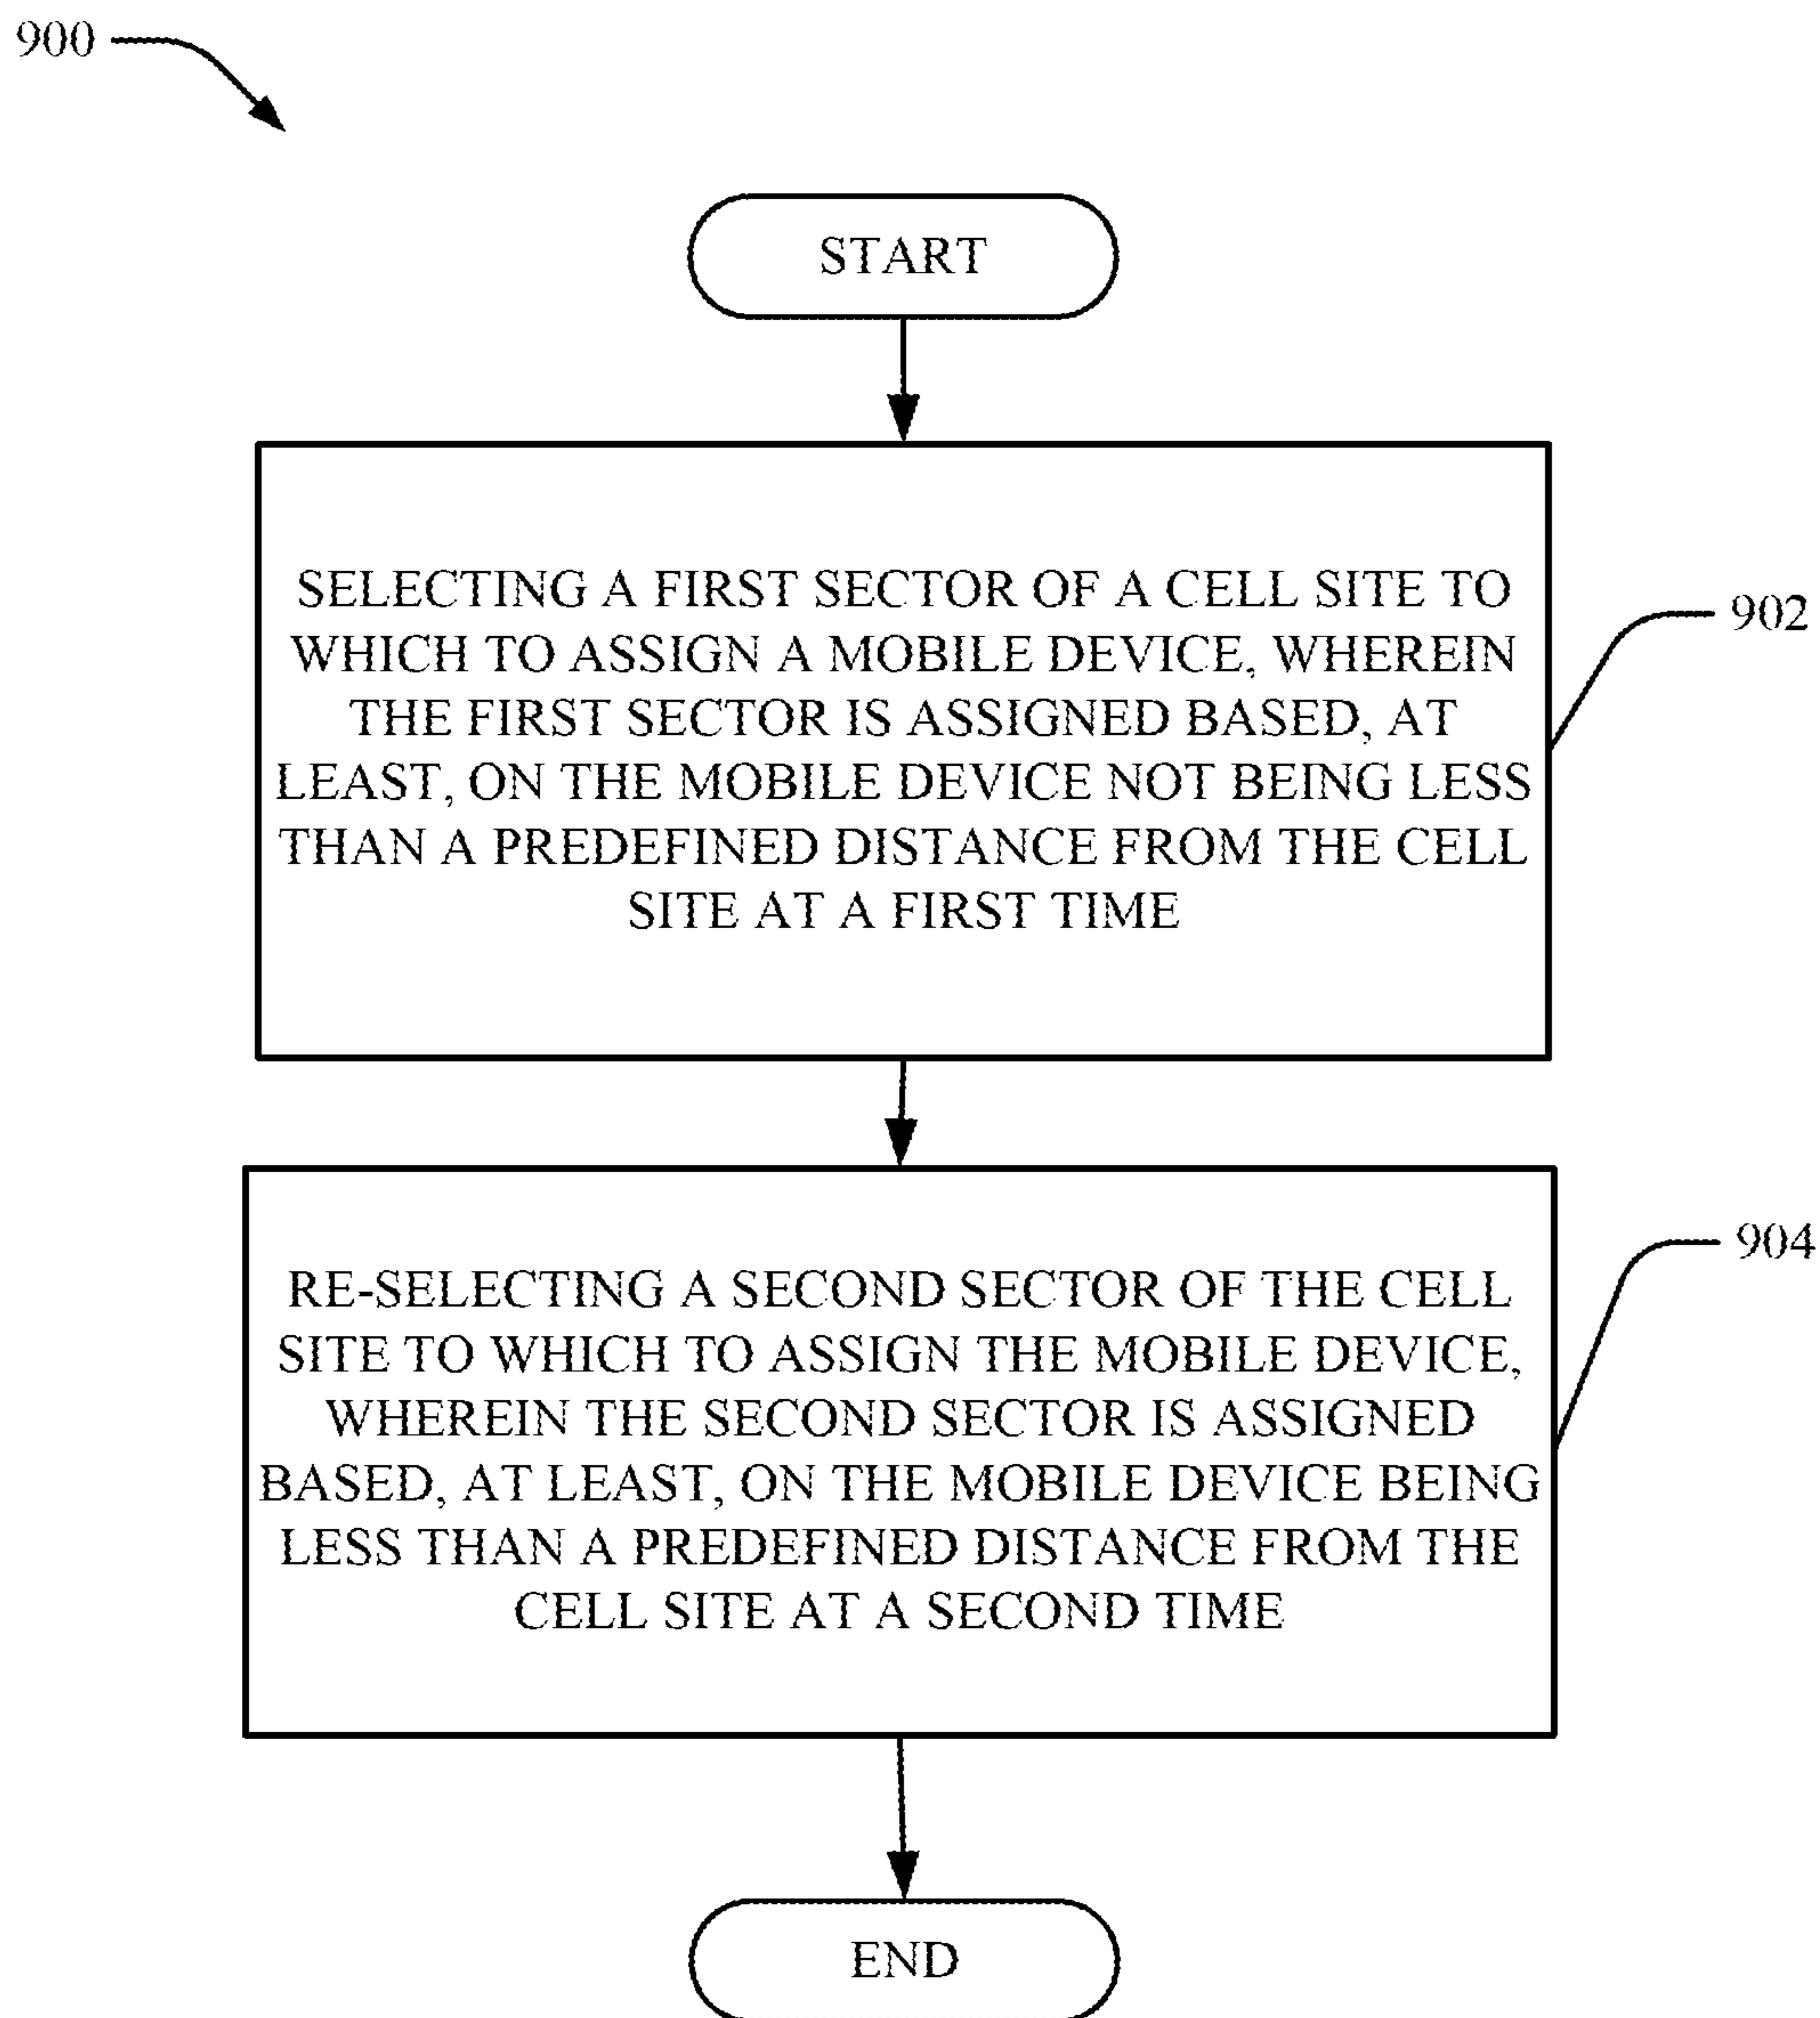 900
START
SELECTING A FIRST SECTOR OF A CELL SITE TO
WHICH TO ASSIGN A MOBILE DEVICE, WHEREIN
THE FIRST SECTOR IS ASSIGNED BASED, AT
LEAST, ON THE MOBILE DEVICE NOT BEING LESS
THAN A PREDEFINED DISTANCE FROM THE CELL
SITE AT A FIRST TIME
902
RE-SELECTING A SECOND SECTOR OF THE CELL
SITE TO WHICH TO ASSIGN THE MOBILE DEVICE,
WHEREIN THE SECOND SECTOR IS ASSIGNED
BASED, AT LEAST, ON THE MOBILE DEVICE BEING
LESS THAN A PREDEFINED DISTANCE FROM THE
CELL SITE AT A SECOND TIME
904
END